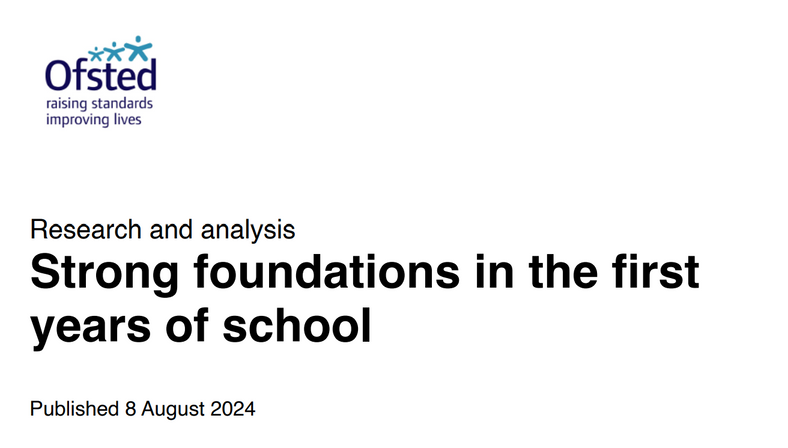 Ofsted
raising standards
improving lives
Research and analysis
Strong foundations in the first
years of school
Published 8 August 2024